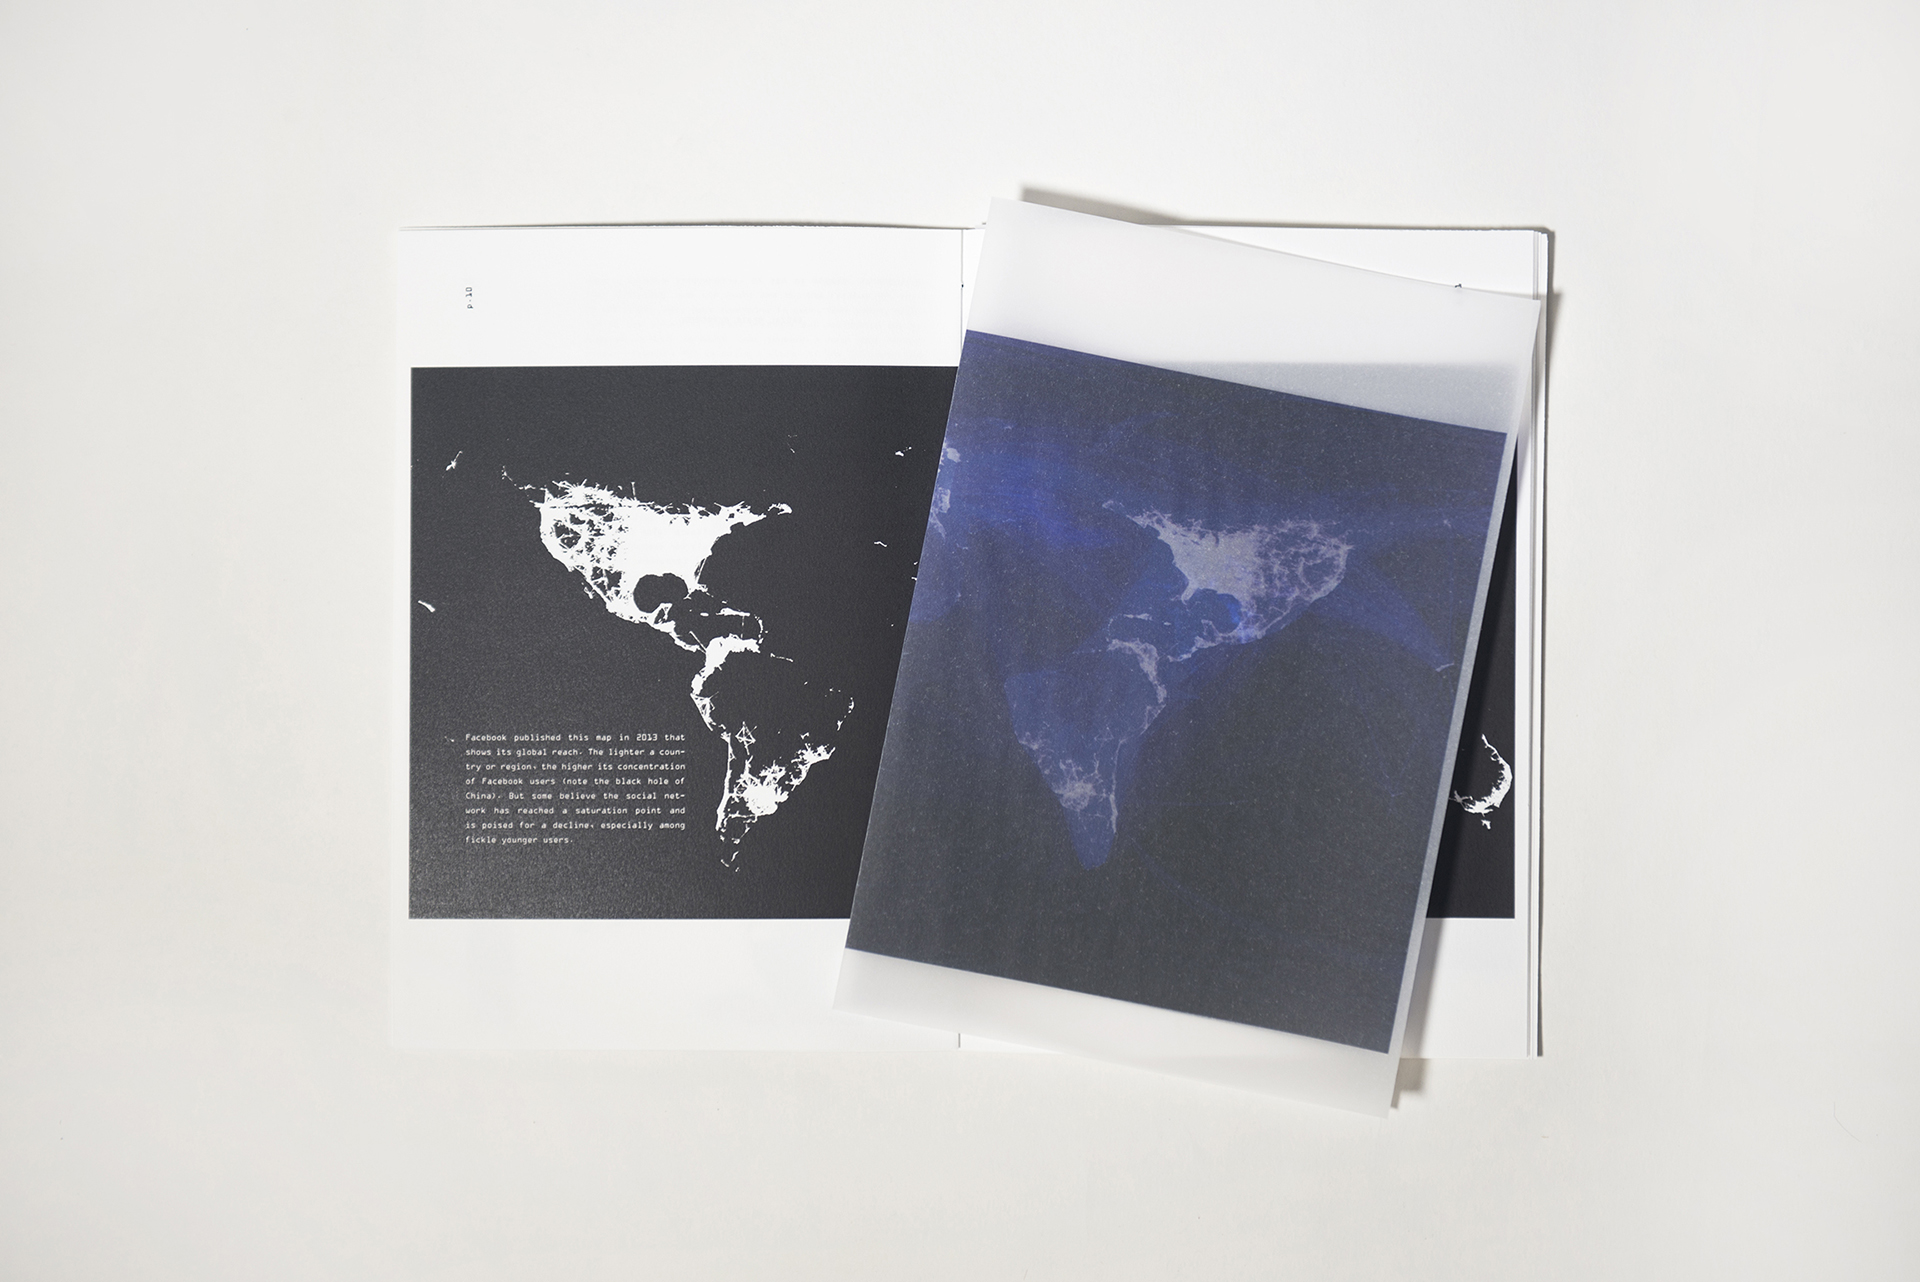 p.10
Facebook published this map in 2013 that
shows its global reach. The lighter a coun-
try or region, the higher its concentration
of Facebook users (note the black hole of
China). But some believe the social net-
work has reached a saturation point and
is poised for a decline, especially among
fickle younger users.